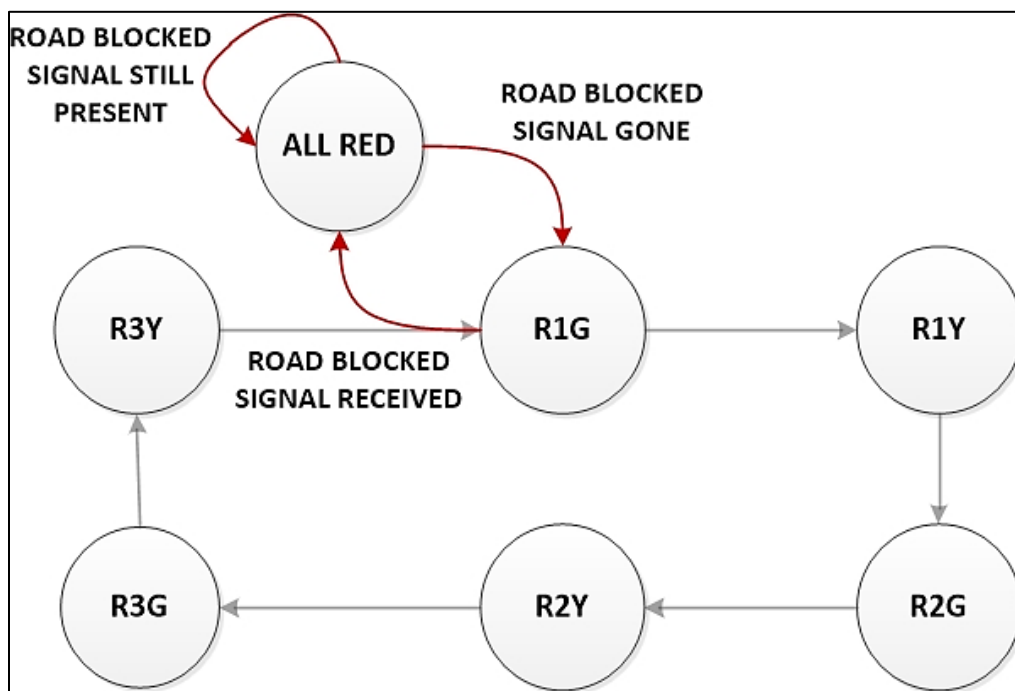 ROAD BLOCKED
SIGNAL STILL
PRESENT
ALL RED
ROAD BLOCKED
SIGNAL GONE
R3Y
R1G
R1Y
ROAD BLOCKED
SIGNAL RECEIVED
R3G
R2Y
R2G